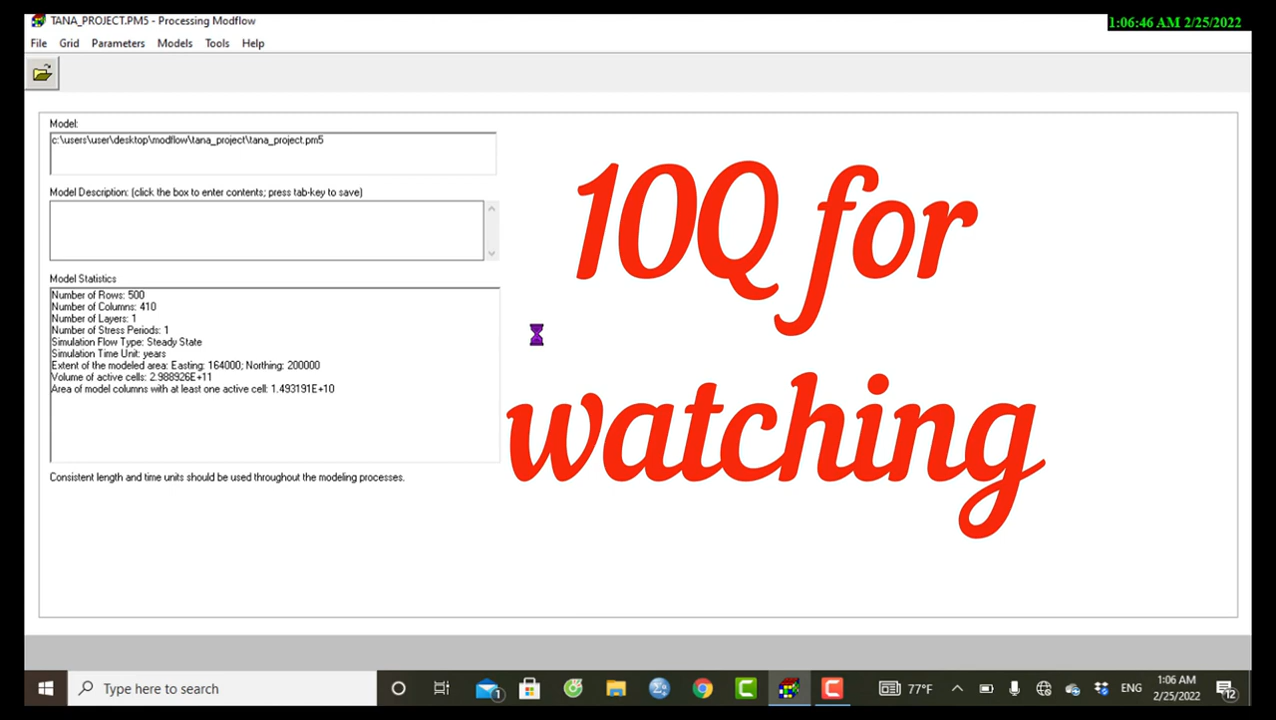 TANA_PROJECT.PM5 - Processing Modflow
1:06:46 AM 2/25/2022
File Grid Parameters Models Tools Help
Model:
c:\users\user\desktop\modflow\tana_project\tana_project.pm5
Model Description: (click the box to enter contents; press tab-key to save)
Model Statistics
Number of Rows: 500
Number of Columns: 410
Number of Layers: 1
Number of Stress Periods: 1
Simulation Flow Type: Steady State
Simulation Time Unit: years
Extent of the modeled area: Easting: 164000; Northing: 200000
Volume of active cells: 2.988926E+11
Area of model columns with at least one active cell: 1.493191E+10
Consistent length and time units should be used throughout the modeling processes.
10Q for
watching
Type here to search
1
77°F
ENG
1:06 AM
2/25/2022
12